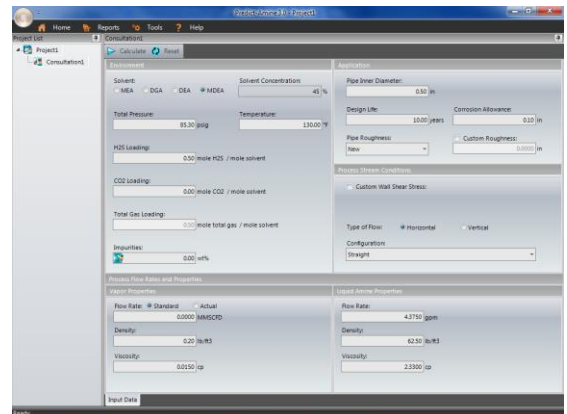 Predict-Amine 3.0 - Project1
Home Reports Tools ? Help
Project List
Consultation1
Project1
Consultation1
Calculate Reset
Environment
Application
Solvent:
Solvent Concentration:
MEA DGA DEA MDEA
45 %
Pipe Inner Diameter:
0.50 in
Total Pressure:
Temperature:
85.30 psig
130.00 °F
Design Life:
Corrosion Allowance:
10.00 years
0.10 in
H2S Loading:
0.50 mole H2S / mole solvent
Pipe Roughness:
Custom Roughness:
New
0.0000 in
CO2 Loading:
0.00 mole CO2 / mole solvent
Process Stream Conditions
Custom Wall Shear Stress:
Total Gas Loading:
0.50 mole total gas / mole solvent
Type of Flow: Horizontal Vertical
Impurities:
0.00 wt%
Configuration:
Straight
Process Flow Rates and Properties
Vapor Properties
Liquid Amine Properties
Flow Rate: Standard Actual
0.0000 MMSCFD
Flow Rate:
4.3750 gpm
Density:
0.20 lb/ft3
Density:
62.50 lb/ft3
Viscosity:
0.0150 cp
Viscosity:
2.3300 cp
Input Data
Ready